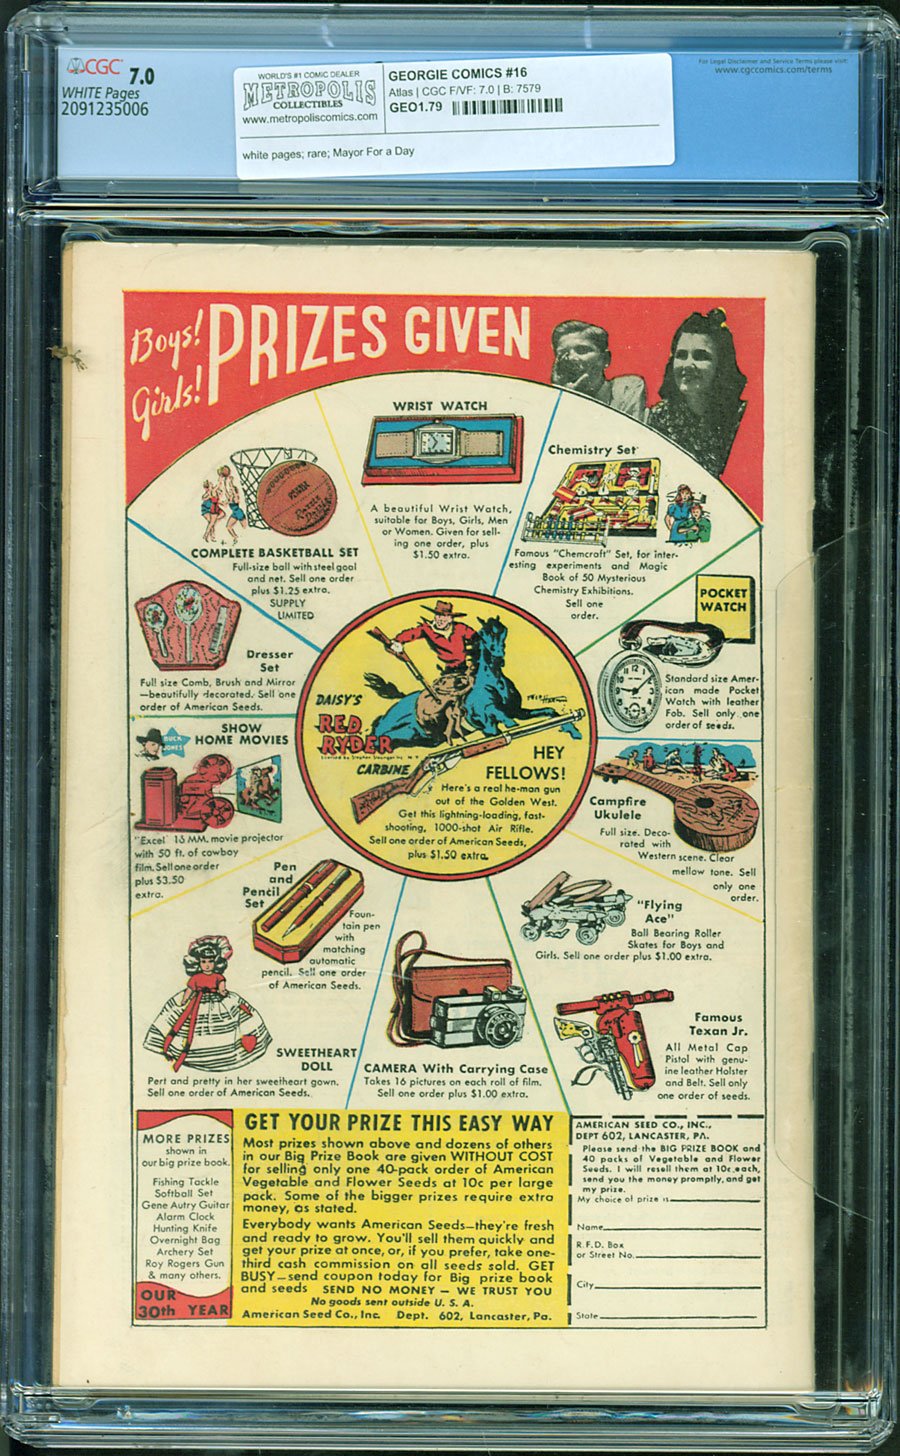 CGC 7.0
WHITE Pages
2091235006
WORLD'S #1 COMIC DEALER
METROPOLIS
COLLECTIBLES
www.metropoliscomics.com
GEORGIE COMICS #16
Atlas | CGC F/VF: 7.0 | B: 7579
GEO1.79
white pages; rare; Mayor For a Day
For Legal Disclaimer and Service Terms please visit:
www.cgccomics.com/terms
Boys!
Girls!
PRIZES GIVEN
WRIST WATCH
A beautiful Wrist Watch,
suitable for Boys, Girls, Men
or Women. Given for sell-
ing one order, plus
$1.50 extra.
Chemistry Set
Famous "Chemcraft" Set, for inter-
esting experiments and Magic
Book of 50 Mysterious
Chemistry Exhibitions.
Sell one
order.
COMPLETE BASKETBALL SET
Full-size ball with steel goal
and net. Sell one order
plus $1.25 extra.
SUPPLY
LIMITED
POCKET
WATCH
Standard size Amer-
ican made Pocket
Watch with leather
Fob. Sell only one
order of seeds.
Dresser
Set
Full size Comb, Brush and Mirror
—beautifully decorated. Sell one
order of American Seeds.
DAISY'S
RED
RYDER
CARBINE
HEY
FELLOWS!
Here's a real he-man gun
out of the Golden West.
Get this lightning-loading, fast-
shooting, 1000-shot Air Rifle.
Sell one order of American Seeds,
plus $1.50 extra.
SHOW
HOME MOVIES
BUCK
JONES
"Excel" 16 MM. movie projector
with 50 ft. of cowboy
film. Sell one order
plus $3.50
extra.
Campfire
Ukulele
Full size. Deco-
rated with
Western scene. Clear
mellow tone. Sell
only one
order.
Pen
and
Pencil
Set
Foun-
tain pen
with
matching
automatic
pencil. Sell one order
of American Seeds.
"Flying
Ace"
Ball Bearing Roller
Skates for Boys and
Girls. Sell one order plus $1.00 extra.
SWEETHEART
DOLL
Pert and pretty in her sweetheart gown.
Sell one order of American Seeds.
CAMERA With Carrying Case
Takes 16 pictures on each roll of film.
Sell one order plus $1.00 extra.
Famous
Texan Jr.
All Metal Cap
Pistol with genu-
ine leather Holster
and Belt. Sell only
one order of seeds.
MORE PRIZES
shown in
our big prize book.
Fishing Tackle
Softball Set
Gene Autry Guitar
Alarm Clock
Hunting Knife
Overnight Bag
Archery Set
Roy Rogers Gun
& many others.
OUR
30th YEAR
GET YOUR PRIZE THIS EASY WAY
Most prizes shown above and dozens of others
in our Big Prize Book are given WITHOUT COST
for selling only one 40-pack order of American
Vegetable and Flower Seeds at 10c per large
pack. Some of the bigger prizes require extra
money, as stated.
Everybody wants American Seeds—they're fresh
and ready to grow. You'll sell them quickly and
get your prize at once, or, if you prefer, take one-
third cash commission on all seeds sold. GET
BUSY—send coupon today for Big prize book
and seeds SEND NO MONEY — WE TRUST YOU
No goods sent outside U. S. A.
American Seed Co., Inc. Dept. 602, Lancaster, Pa.
AMERICAN SEED CO., INC.,
DEPT 602, LANCASTER, PA.
Please send the BIG PRIZE BOOK and
40 packs of Vegetable and Flower
Seeds. I will resell them at 10c each,
send you the money promptly, and get
my prize.
My choice of prize is
Name
R.F.D. Box
or Street No.
City
State